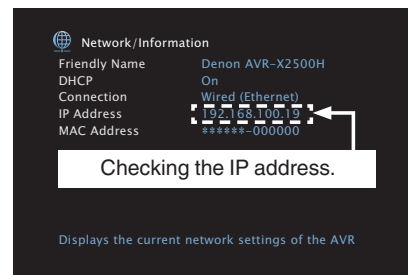 Network/Information
Friendly Name Denon AVR-X2500H
DHCP On
Connection Wired (Ethernet)
IP Address 192.168.100.19
MAC Address ******-000000
Checking the IP address.
Displays the current network settings of the AVR